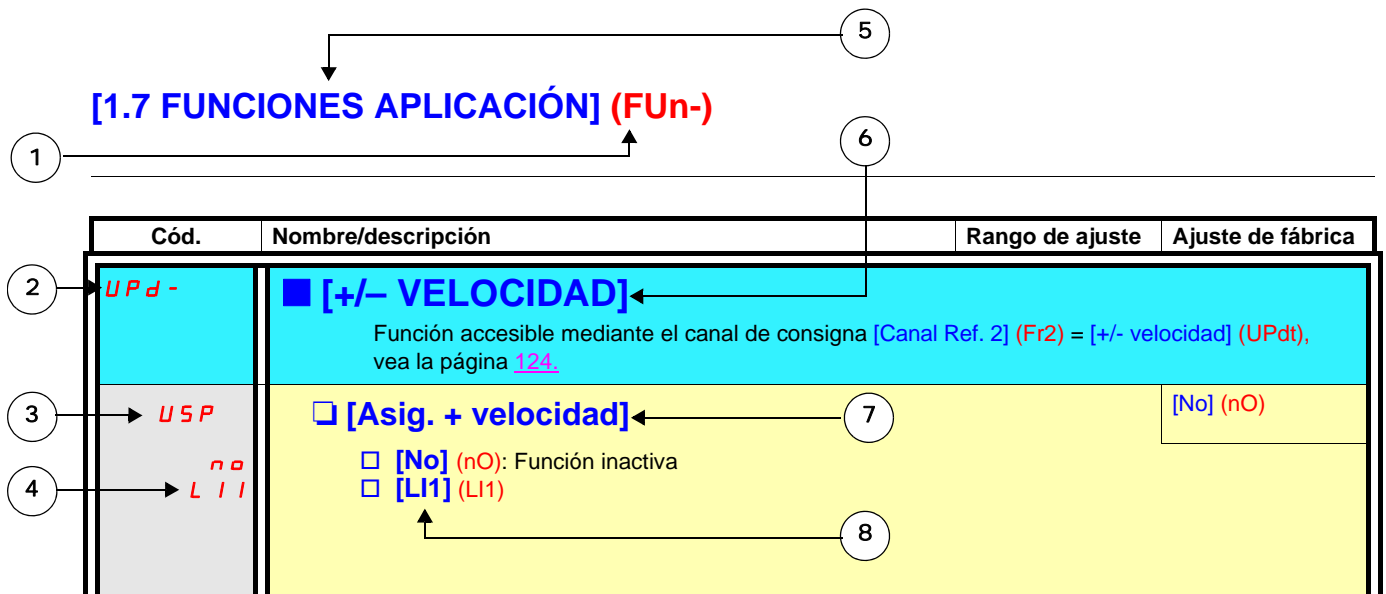 5
[1.7 FUNCIONES APLICACIÓN] (FUn-)
1
6
Cód. Nombre/descripción Rango de ajuste Ajuste de fábrica
2 UPd- ■ [+/– VELOCIDAD]
Función accesible mediante el canal de consigna [Canal Ref. 2] (Fr2) = [+/- velocidad] (UPdt),
vea la página 124.
3 USP ❏ [Asig. + velocidad] 7 [No] (nO)
no □ [No] (nO): Función inactiva
4 LI1 □ [LI1] (LI1)
8